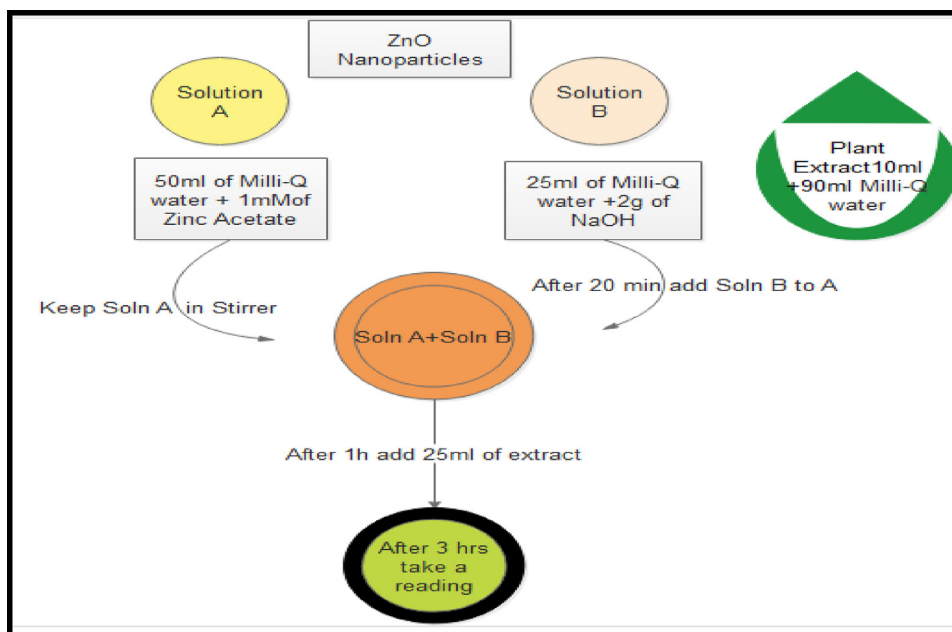 ZnO
Nanoparticles
Solution
A
Solution
B
50ml of Milli-Q
water + 1mMof
Zinc Acetate
25ml of Milli-Q
water +2g of
NaOH
Plant
Extract10ml
+90ml Milli-Q
water
Keep Soln A in Stirrer
After 20 min add Soln B to A
Soln A+Soln B
After 1h add 25ml of extract
After 3 hrs
take a
reading